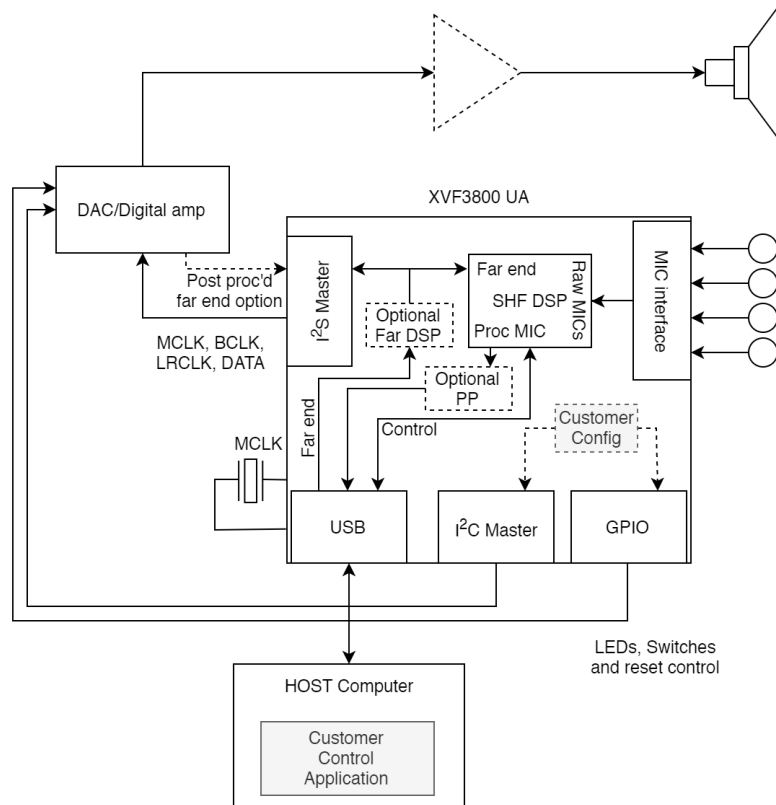 DAC/Digital amp
XVF3800 UA
Post proc'd
far end option
I²S Master
Far end
SHF DSP
Proc MIC
Raw MICs
MIC interface
MCLK, BCLK,
LRCLK, DATA
Optional
Far DSP
Optional
PP
Far end
Control
Customer
Config
MCLK
USB
I²C Master
GPIO
LEDs, Switches
and reset control
HOST Computer
Customer
Control
Application